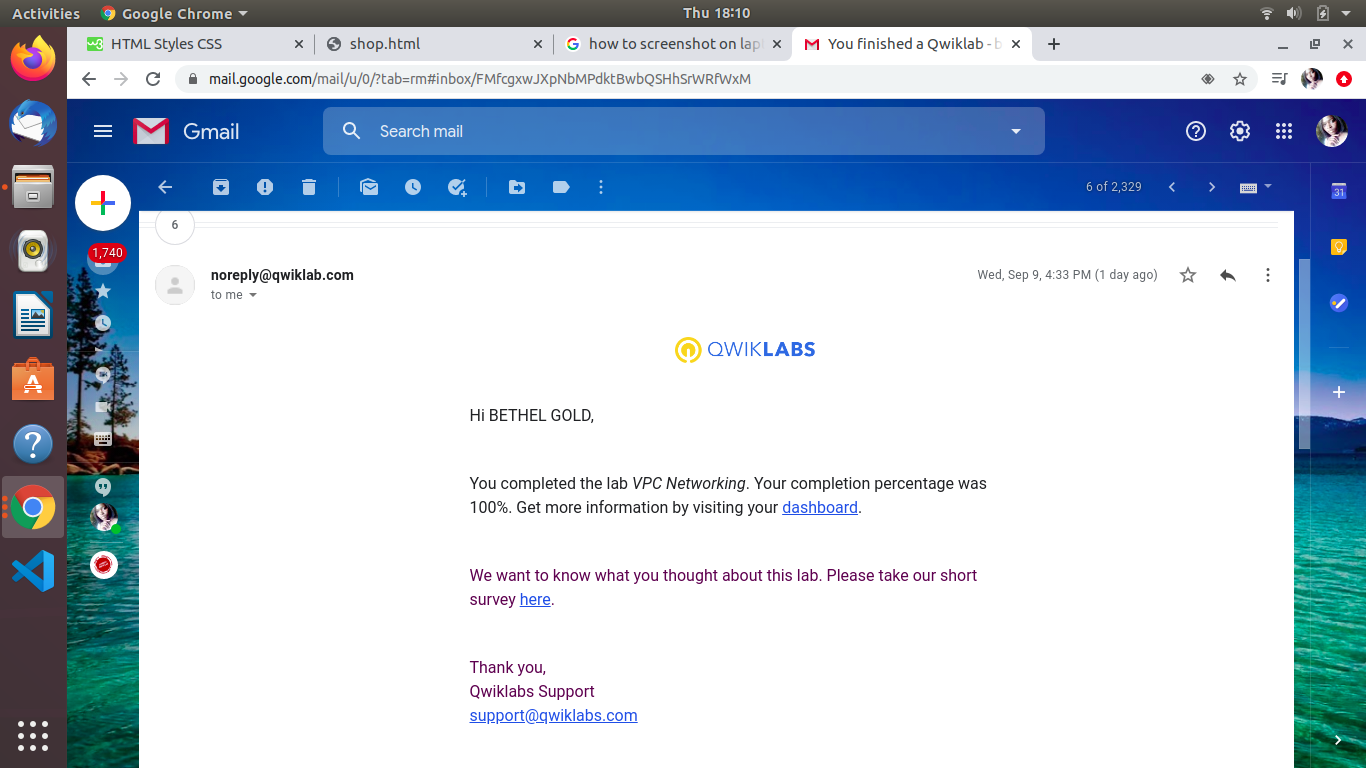 Activities
Google Chrome
Thu 18:10
HTML Styles CSS
shop.html
how to screenshot on lap
You finished a Qwiklab - b
mail.google.com/mail/u/0/?tab=rm#inbox/FMfcgxwJXpNbMPdktBwbQSHhSrWRfWxM
Gmail
Search mail
6 of 2,329
31
6
1,740
noreply@qwiklab.com
Wed, Sep 9, 4:33 PM (1 day ago)
to me
QWIKLABS
Hi BETHEL GOLD,
You completed the lab VPC Networking. Your completion percentage was
100%. Get more information by visiting your dashboard.
We want to know what you thought about this lab. Please take our short
survey here.
Thank you,
Qwiklabs Support
support@qwiklabs.com